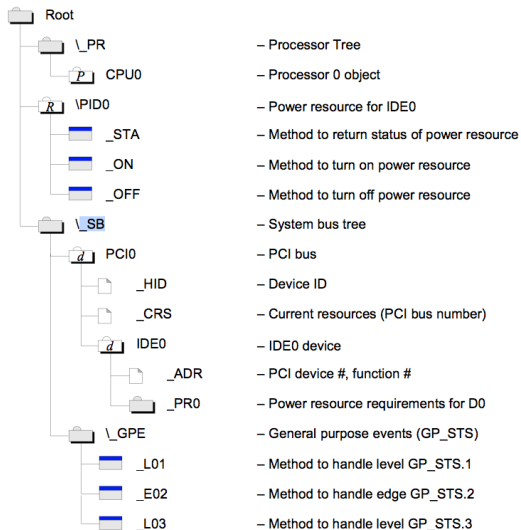 Root
\_PR – Processor Tree
P CPU0 – Processor 0 object
R \PID0 – Power resource for IDE0
_STA – Method to return status of power resource
_ON – Method to turn on power resource
_OFF – Method to turn off power resource
\_SB – System bus tree
d PCI0 – PCI bus
_HID – Device ID
_CRS – Current resources (PCI bus number)
d IDE0 – IDE0 device
_ADR – PCI device #, function #
_PR0 – Power resource requirements for D0
\_GPE – General purpose events (GP_STS)
_L01 – Method to handle level GP_STS.1
_E02 – Method to handle edge GP_STS.2
_L03 – Method to handle level GP_STS.3